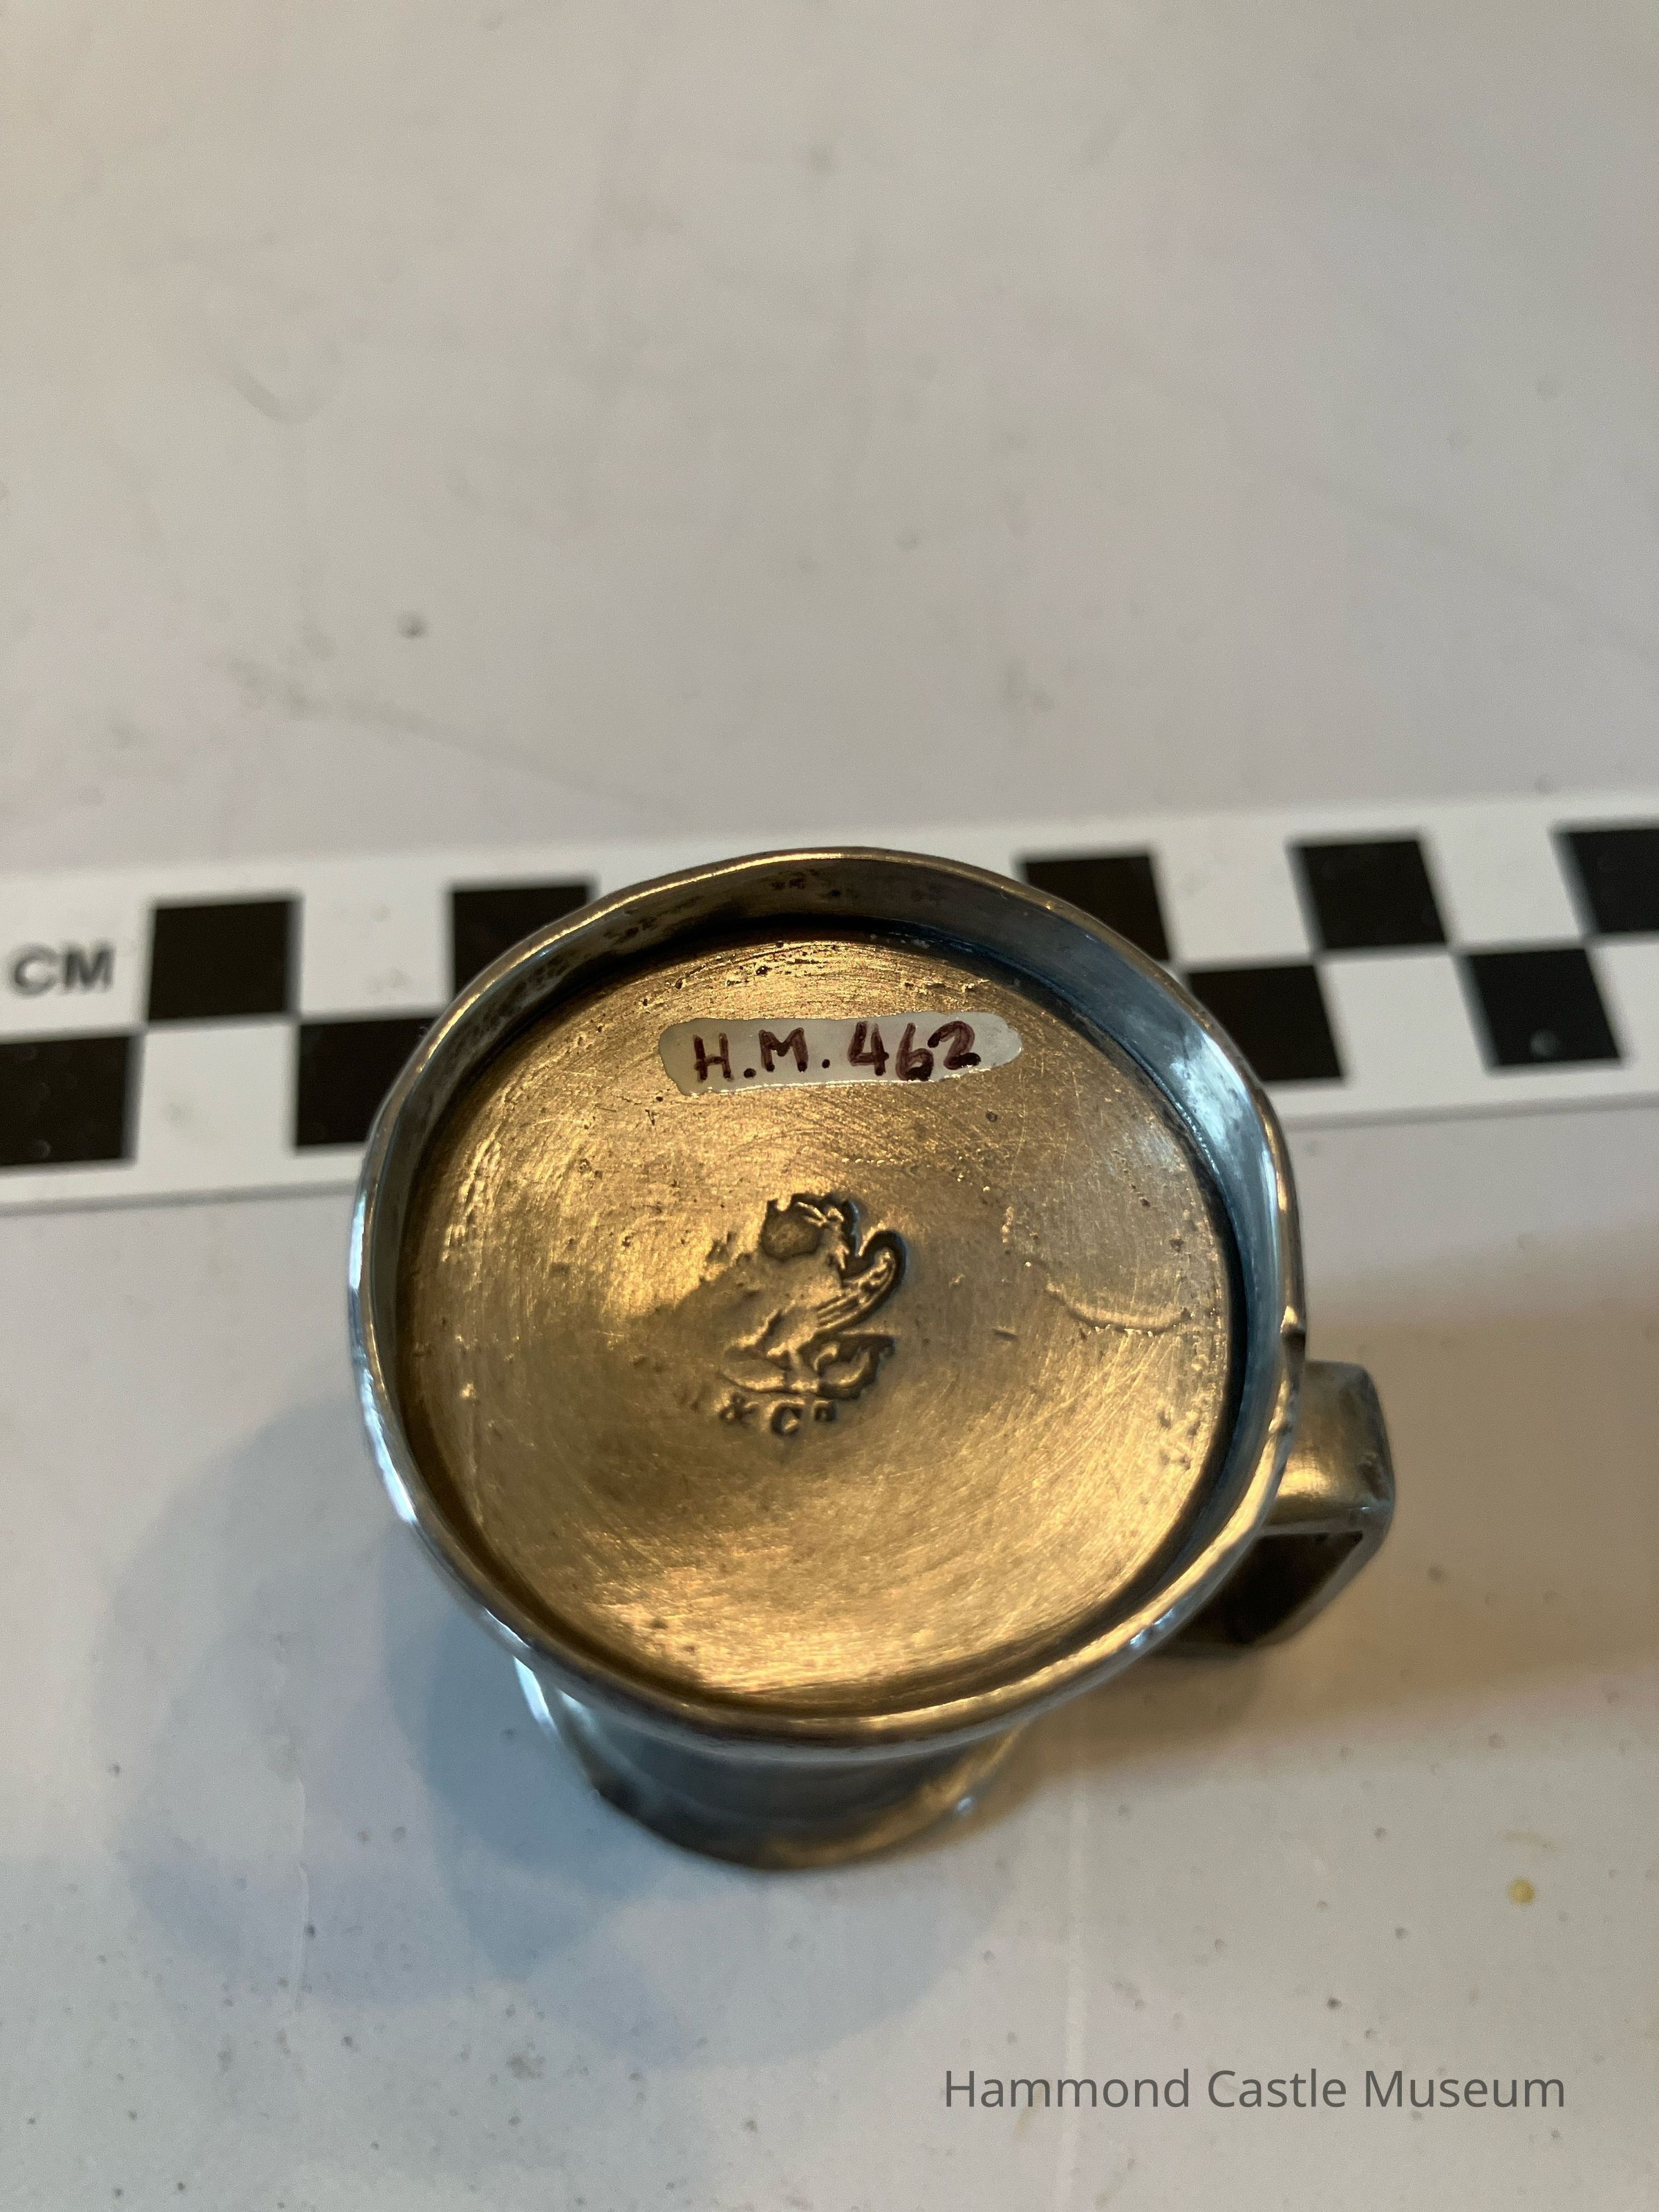 CM
H.M. 462
& Co
Hammond Castle Museum